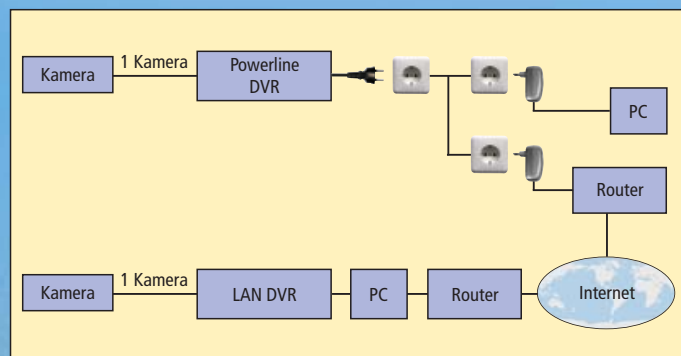 Kamera
1 Kamera
Powerline
DVR
PC
Router
Kamera
1 Kamera
LAN DVR
PC
Router
Internet